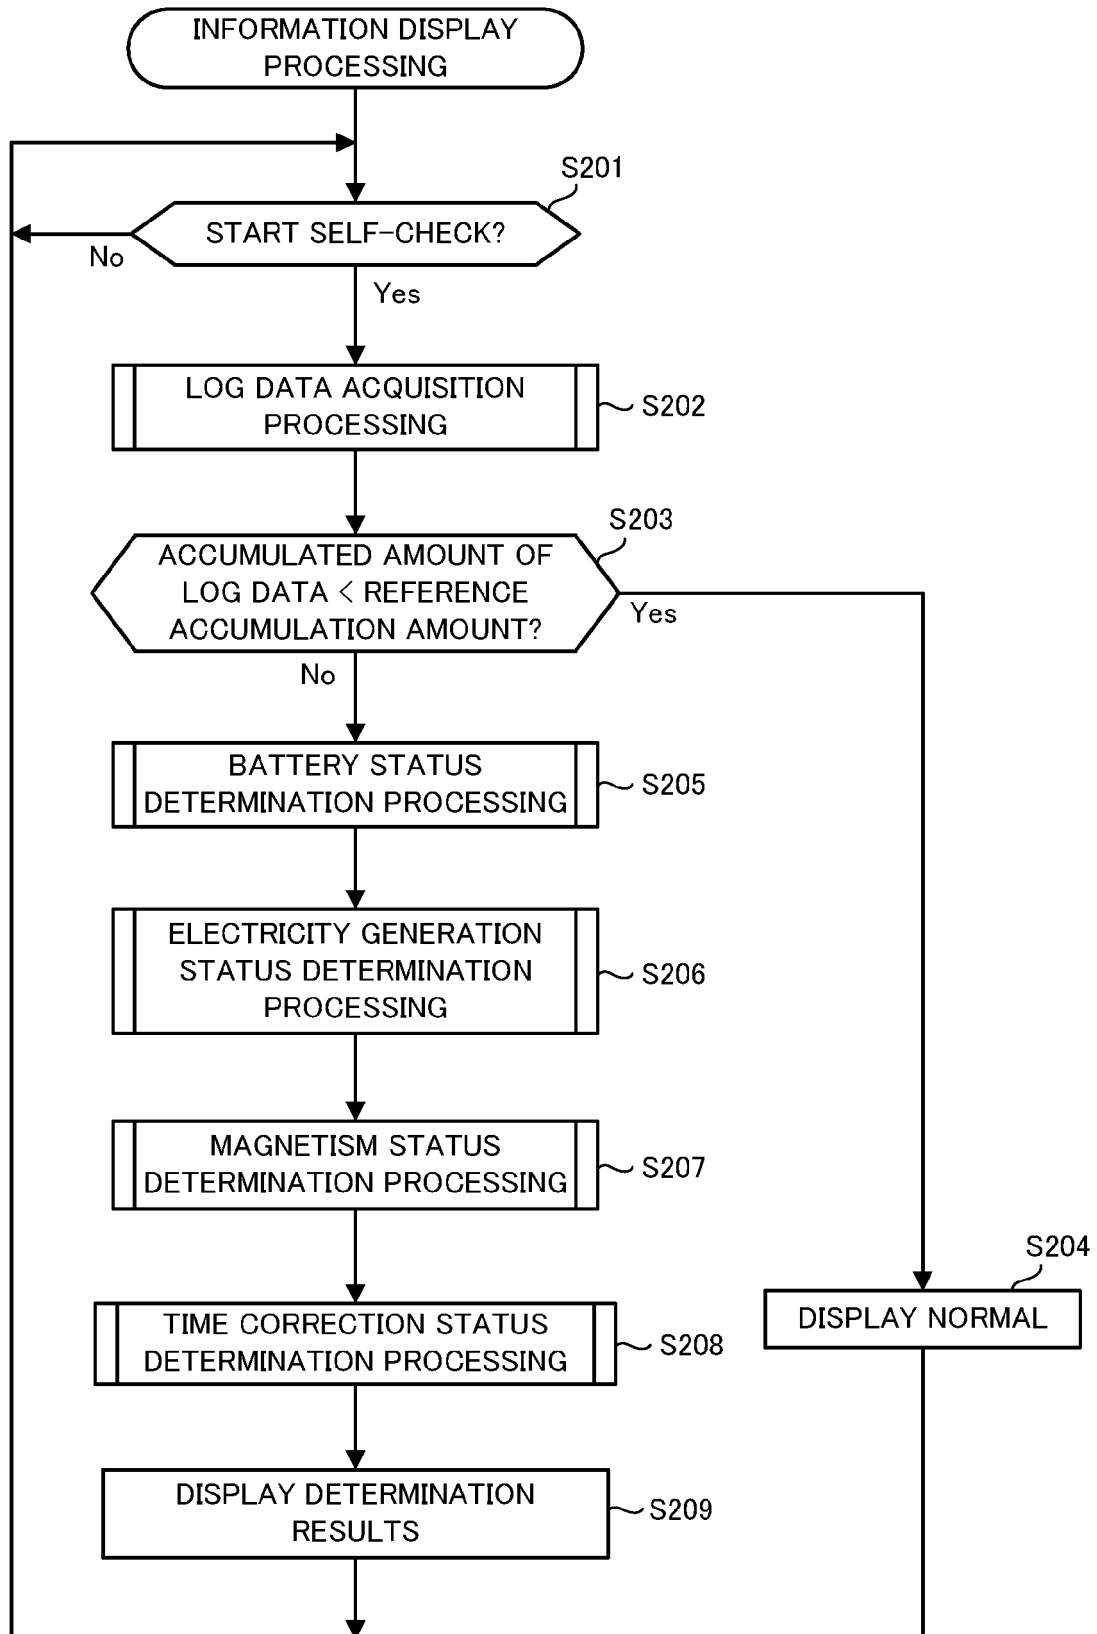 INFORMATION DISPLAY
PROCESSING
S201
START SELF-CHECK?
No
Yes
LOG DATA ACQUISITION
PROCESSING
S202
S203
ACCUMULATED AMOUNT OF
LOG DATA < REFERENCE
ACCUMULATION AMOUNT?
Yes
No
BATTERY STATUS
DETERMINATION PROCESSING
S205
ELECTRICITY GENERATION
STATUS DETERMINATION
PROCESSING
S206
MAGNETISM STATUS
DETERMINATION PROCESSING
S207
S204
DISPLAY NORMAL
TIME CORRECTION STATUS
DETERMINATION PROCESSING
S208
DISPLAY DETERMINATION
RESULTS
S209